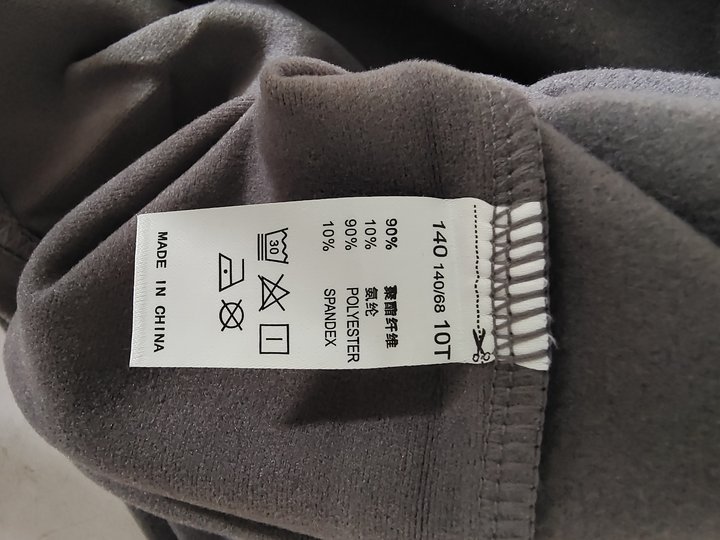 140 140/68 10T
90% 聚酯纤维
10% 氨纶
90% POLYESTER
10% SPANDEX
30
MADE IN CHINA